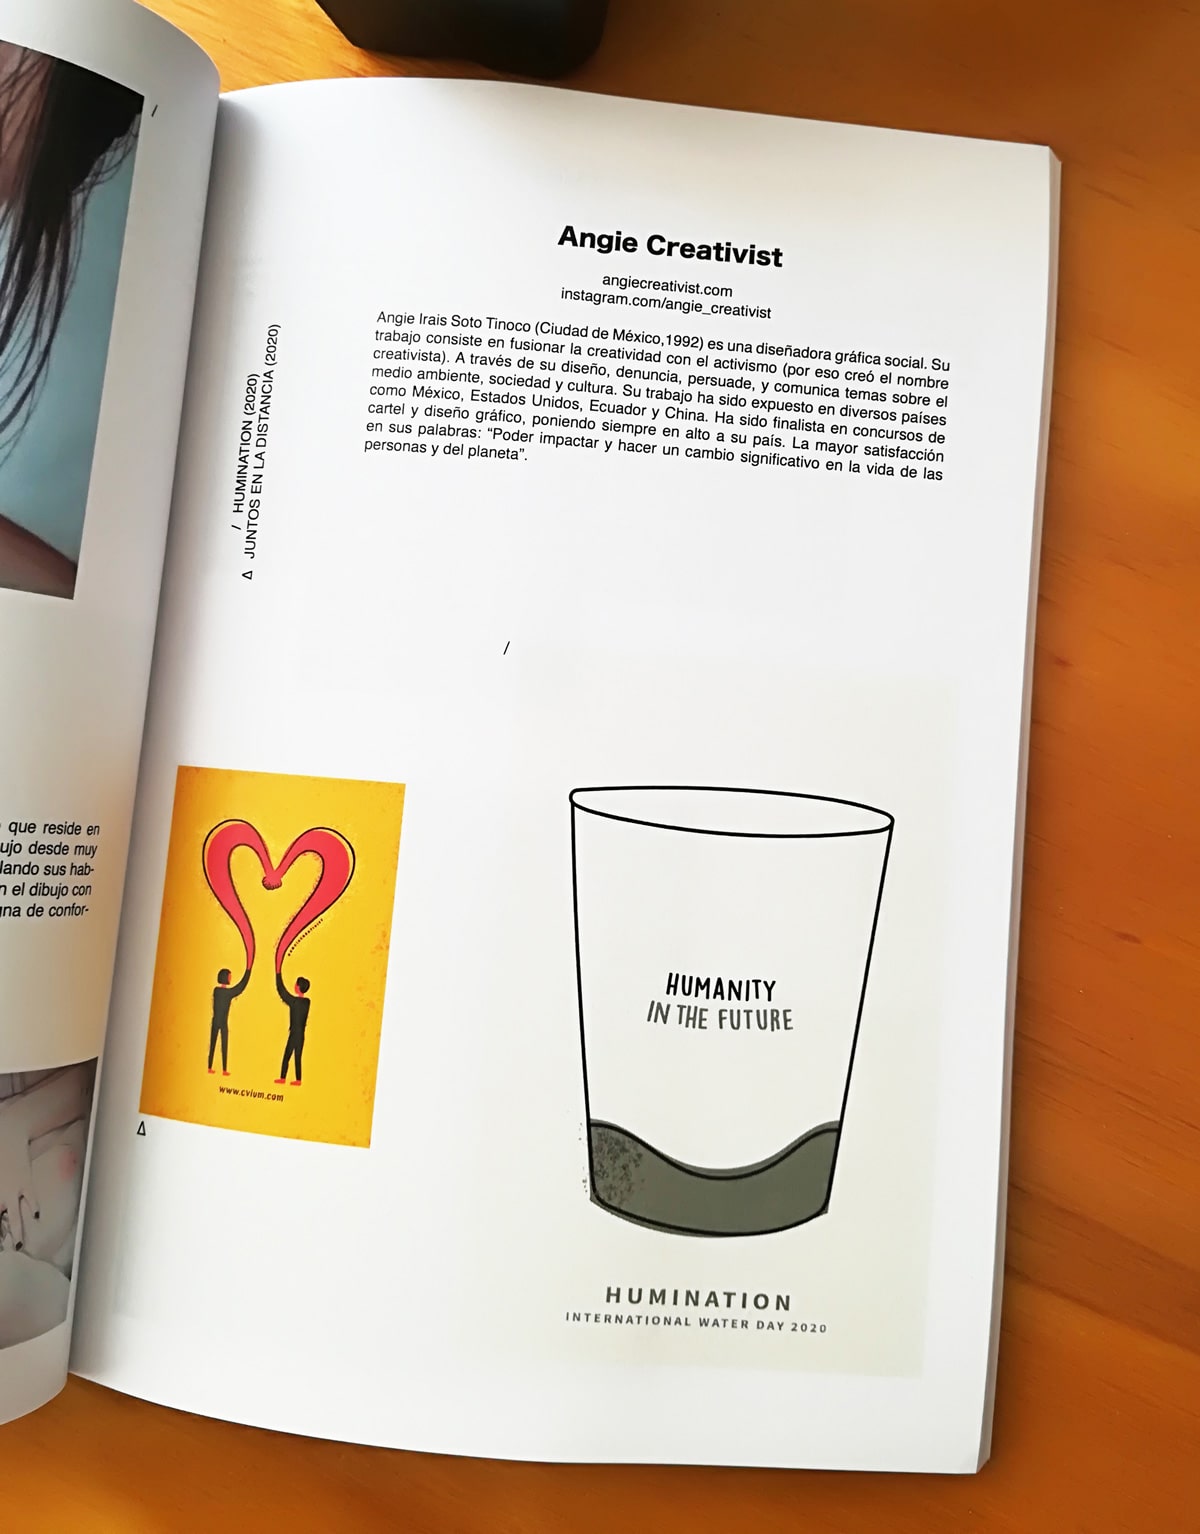 que reside en
ujo desde muy
lando sus hab-
n el dibujo con
na de confor-
/
/ HUMINATION (2020)
Δ JUNTOS EN LA DISTANCIA (2020)
Angie Creativist
angiecreativist.com
instagram.com/angie_creativist
Angie Irais Soto Tinoco (Ciudad de México,1992) es una diseñadora gráfica social. Su
trabajo consiste en fusionar la creatividad con el activismo (por eso creó el nombre
creativista). A través de su diseño, denuncia, persuade, y comunica temas sobre el
medio ambiente, sociedad y cultura. Su trabajo ha sido expuesto en diversos países
como México, Estados Unidos, Ecuador y China. Ha sido finalista en concursos de
cartel y diseño gráfico, poniendo siempre en alto a su país. La mayor satisfacción
en sus palabras: “Poder impactar y hacer un cambio significativo en la vida de las
personas y del planeta”.
/
www.cvium.com
Δ
HUMANITY
IN THE FUTURE
HUMINATION
INTERNATIONAL WATER DAY 2020